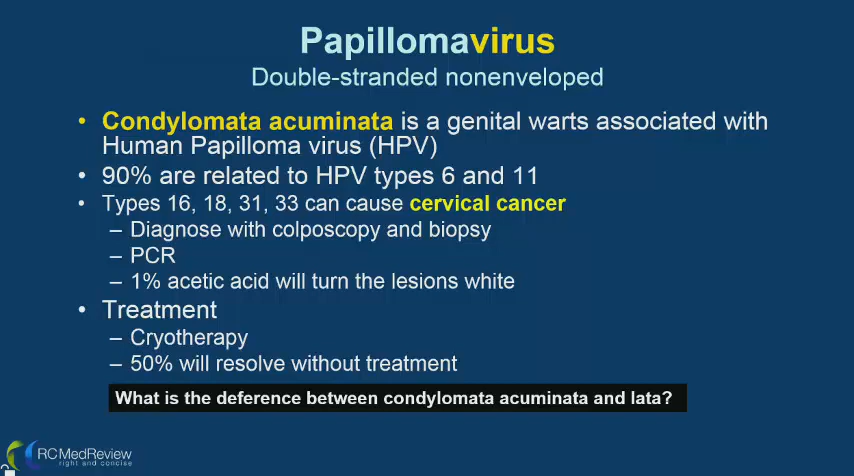 Papillomavirus
Double-stranded nonenveloped
• Condylomata acuminata is a genital warts associated with
Human Papilloma virus (HPV)
• 90% are related to HPV types 6 and 11
• Types 16, 18, 31, 33 can cause cervical cancer
– Diagnose with colposcopy and biopsy
– PCR
– 1% acetic acid will turn the lesions white
• Treatment
– Cryotherapy
– 50% will resolve without treatment
What is the deference between condylomata acuminata and lata?
RCMedReview
right and concise